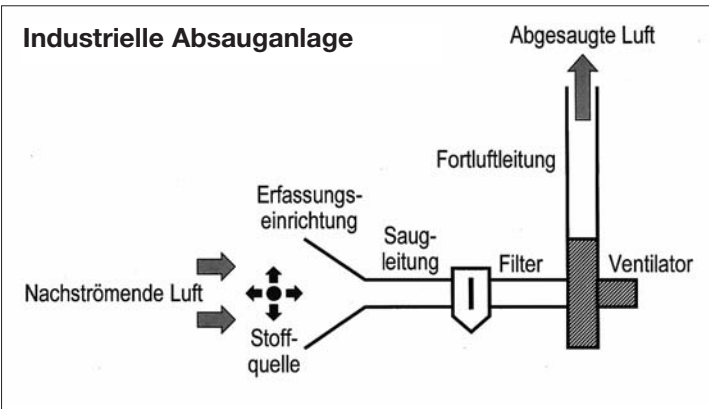 Industrielle Absauganlage
Abgesaugte Luft
Fortluftleitung
Erfassungs-
einrichtung
Saug-
leitung
Filter
Ventilator
Nachströmende Luft
Stoff-
quelle